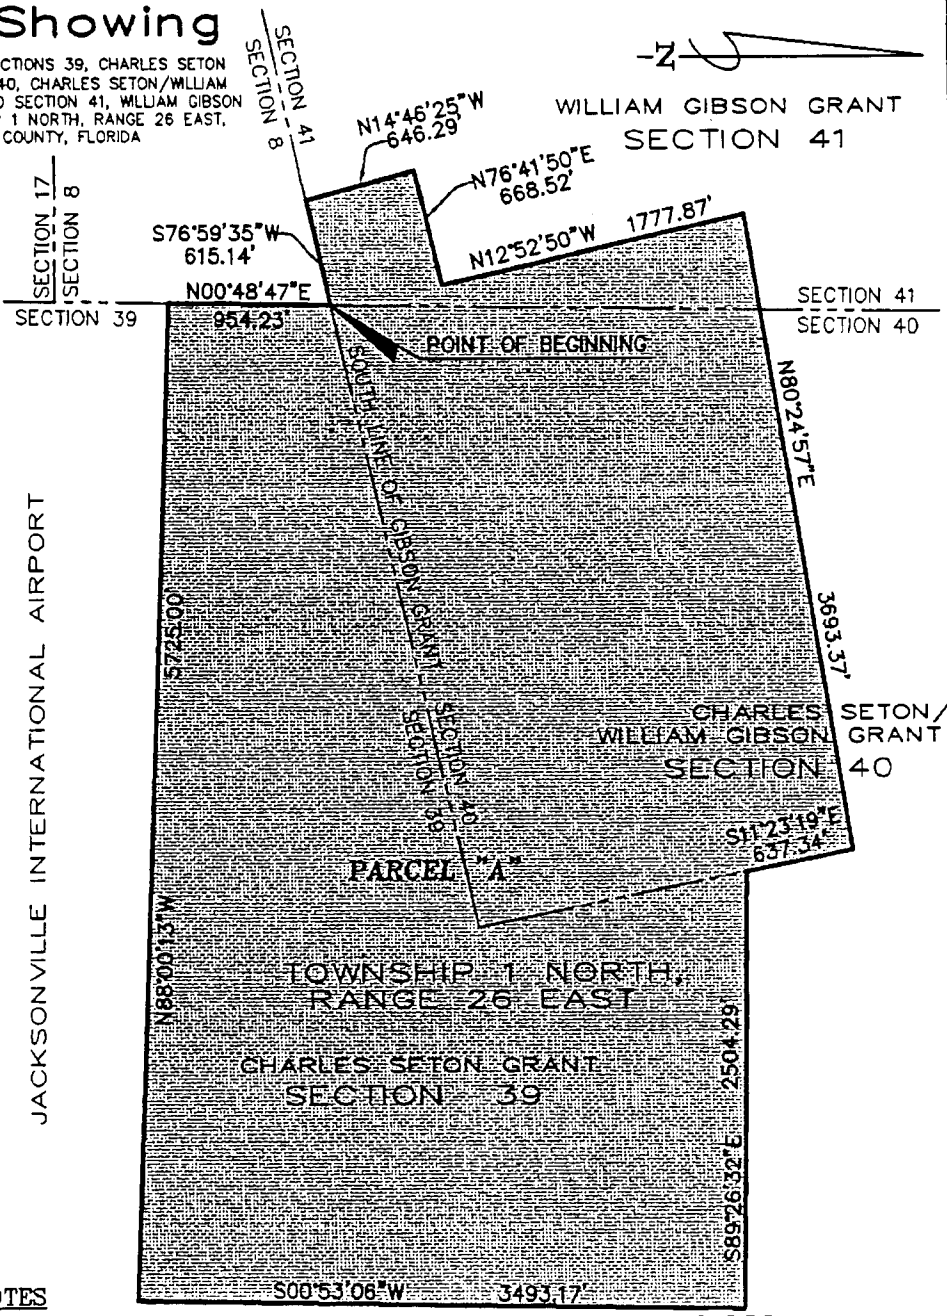 Showing
CTIONS 39, CHARLES SETON
40, CHARLES SETON/WILLIAM
SECTION 41, WILLIAM GIBSON
1 NORTH, RANGE 26 EAST,
COUNTY, FLORIDA
SECTION 41
SECTION 8
N
WILLIAM GIBSON GRANT
SECTION 41
N14°46'25"W
646.29'
N76°41'50"E
668.52'
SECTION 17
SECTION 8
S76°59'35"W
615.14'
N12°52'50"W 1777.87'
N00°48'47"E
954.23'
SECTION 39
SECTION 41
SECTION 40
POINT OF BEGINNING
SOUTH LINE OF GIBSON GRANT
N80°24'57"E
3693.37'
JACKSONVILLE INTERNATIONAL AIRPORT
5725.00'
N88°00'13"W
SECTION 40
SECTION 39
CHARLES SETON/
WILLIAM GIBSON GRANT
SECTION 40
S11°23'19"E
637.34'
PARCEL "A"
TOWNSHIP 1 NORTH,
RANGE 26 EAST
CHARLES SETON GRANT
SECTION 39
S89°26'32"E 2504.29'
S00°53'06"W 3493.17'
OTES